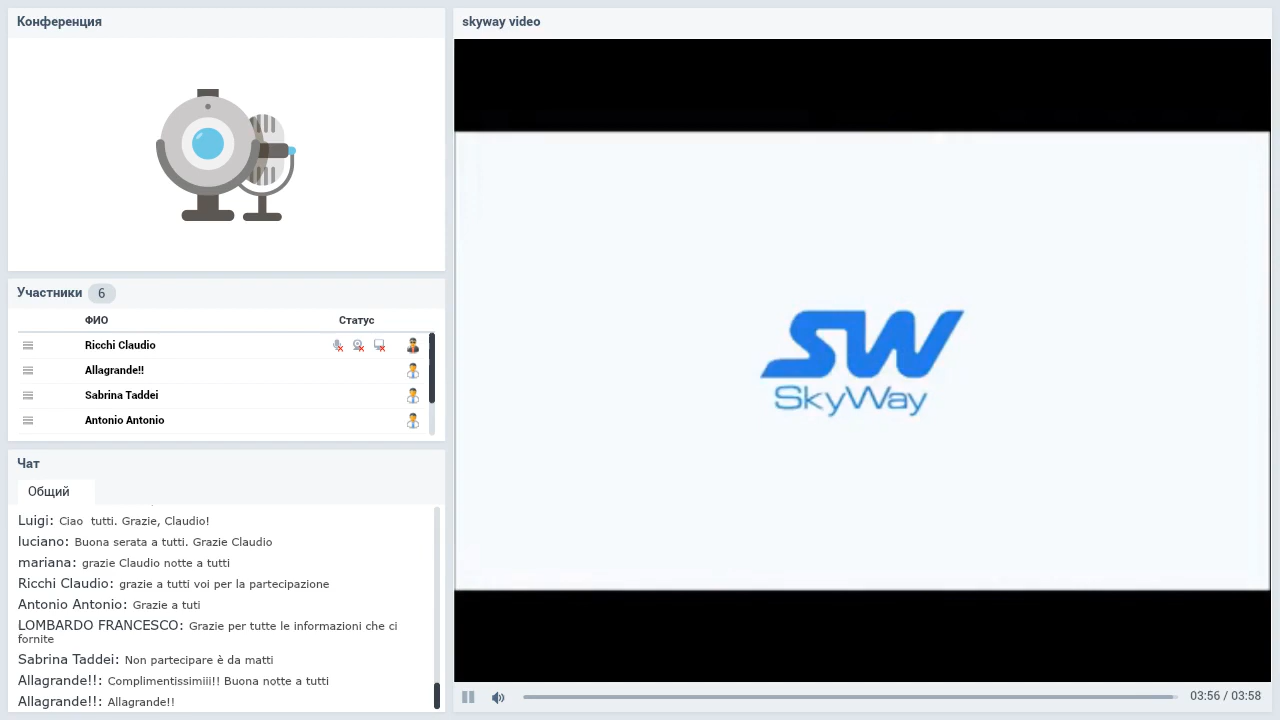 Конференция
Участники 6
ФИО Статус
Ricchi Claudio
Allagrande!!
Sabrina Taddei
Antonio Antonio
Чат
Общий
Luigi: Ciao tutti. Grazie, Claudio!
luciano: Buona serata a tutti. Grazie Claudio
mariana: grazie Claudio notte a tutti
Ricchi Claudio: grazie a tutti voi per la partecipazione
Antonio Antonio: Grazie a tuti
LOMBARDO FRANCESCO: Grazie per tutte le informazioni che ci
fornite
Sabrina Taddei: Non partecipare è da matti
Allagrande!!: Complimentissimiii!! Buona notte a tutti
Allagrande!!: Allagrande!!
skyway video
SW
SkyWay
03:56 / 03:58